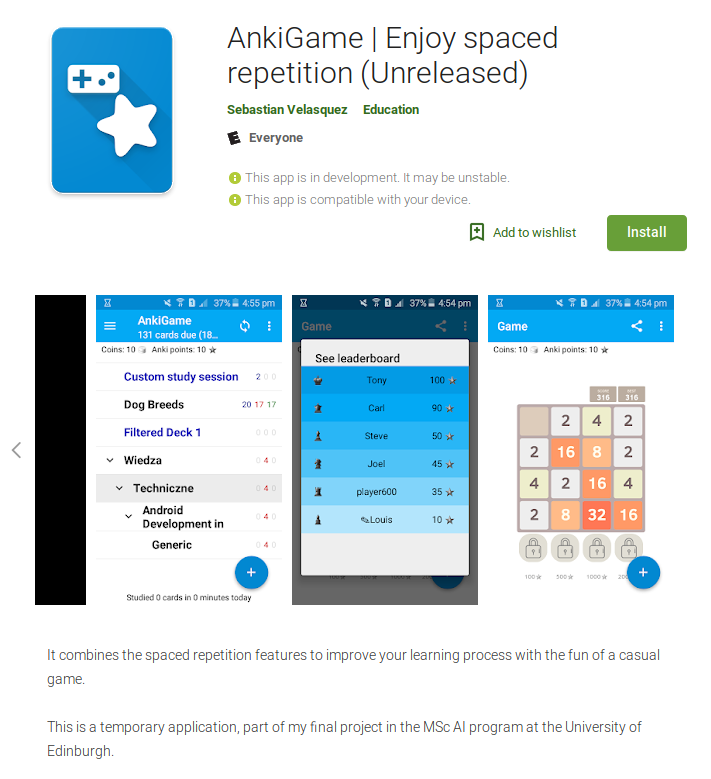 AnkiGame | Enjoy spaced
repetition (Unreleased)
Sebastian Velasquez Education
E Everyone
This app is in development. It may be unstable.
This app is compatible with your device.
Add to wishlist Install
37% 4:55 pm
AnkiGame
131 cards due (18...
Coins: 10 Anki points: 10
Custom study session 2 0 0
Dog Breeds 20 17 17
Filtered Deck 1 0 0 0
Wiedza 0 4 0
Techniczne 0 4 0
Android
Development in 0 4 0
Generic 0 4 0
+
Studied 0 cards in 0 minutes today
37% 4:54 pm
Game
See leaderboard
Tony 100
Carl 90
Steve 50
Joel 45
player600 35
Louis 10
37% 4:54 pm
Game
Coins: 10 Anki points: 10
316 316
2 4 2
2 16 8 2
4 2 16 4
2 8 32 16
100 500 1000 200
+
It combines the spaced repetition features to improve your learning process with the fun of a casual
game.
This is a temporary application, part of my final project in the MSc AI program at the University of
Edinburgh.